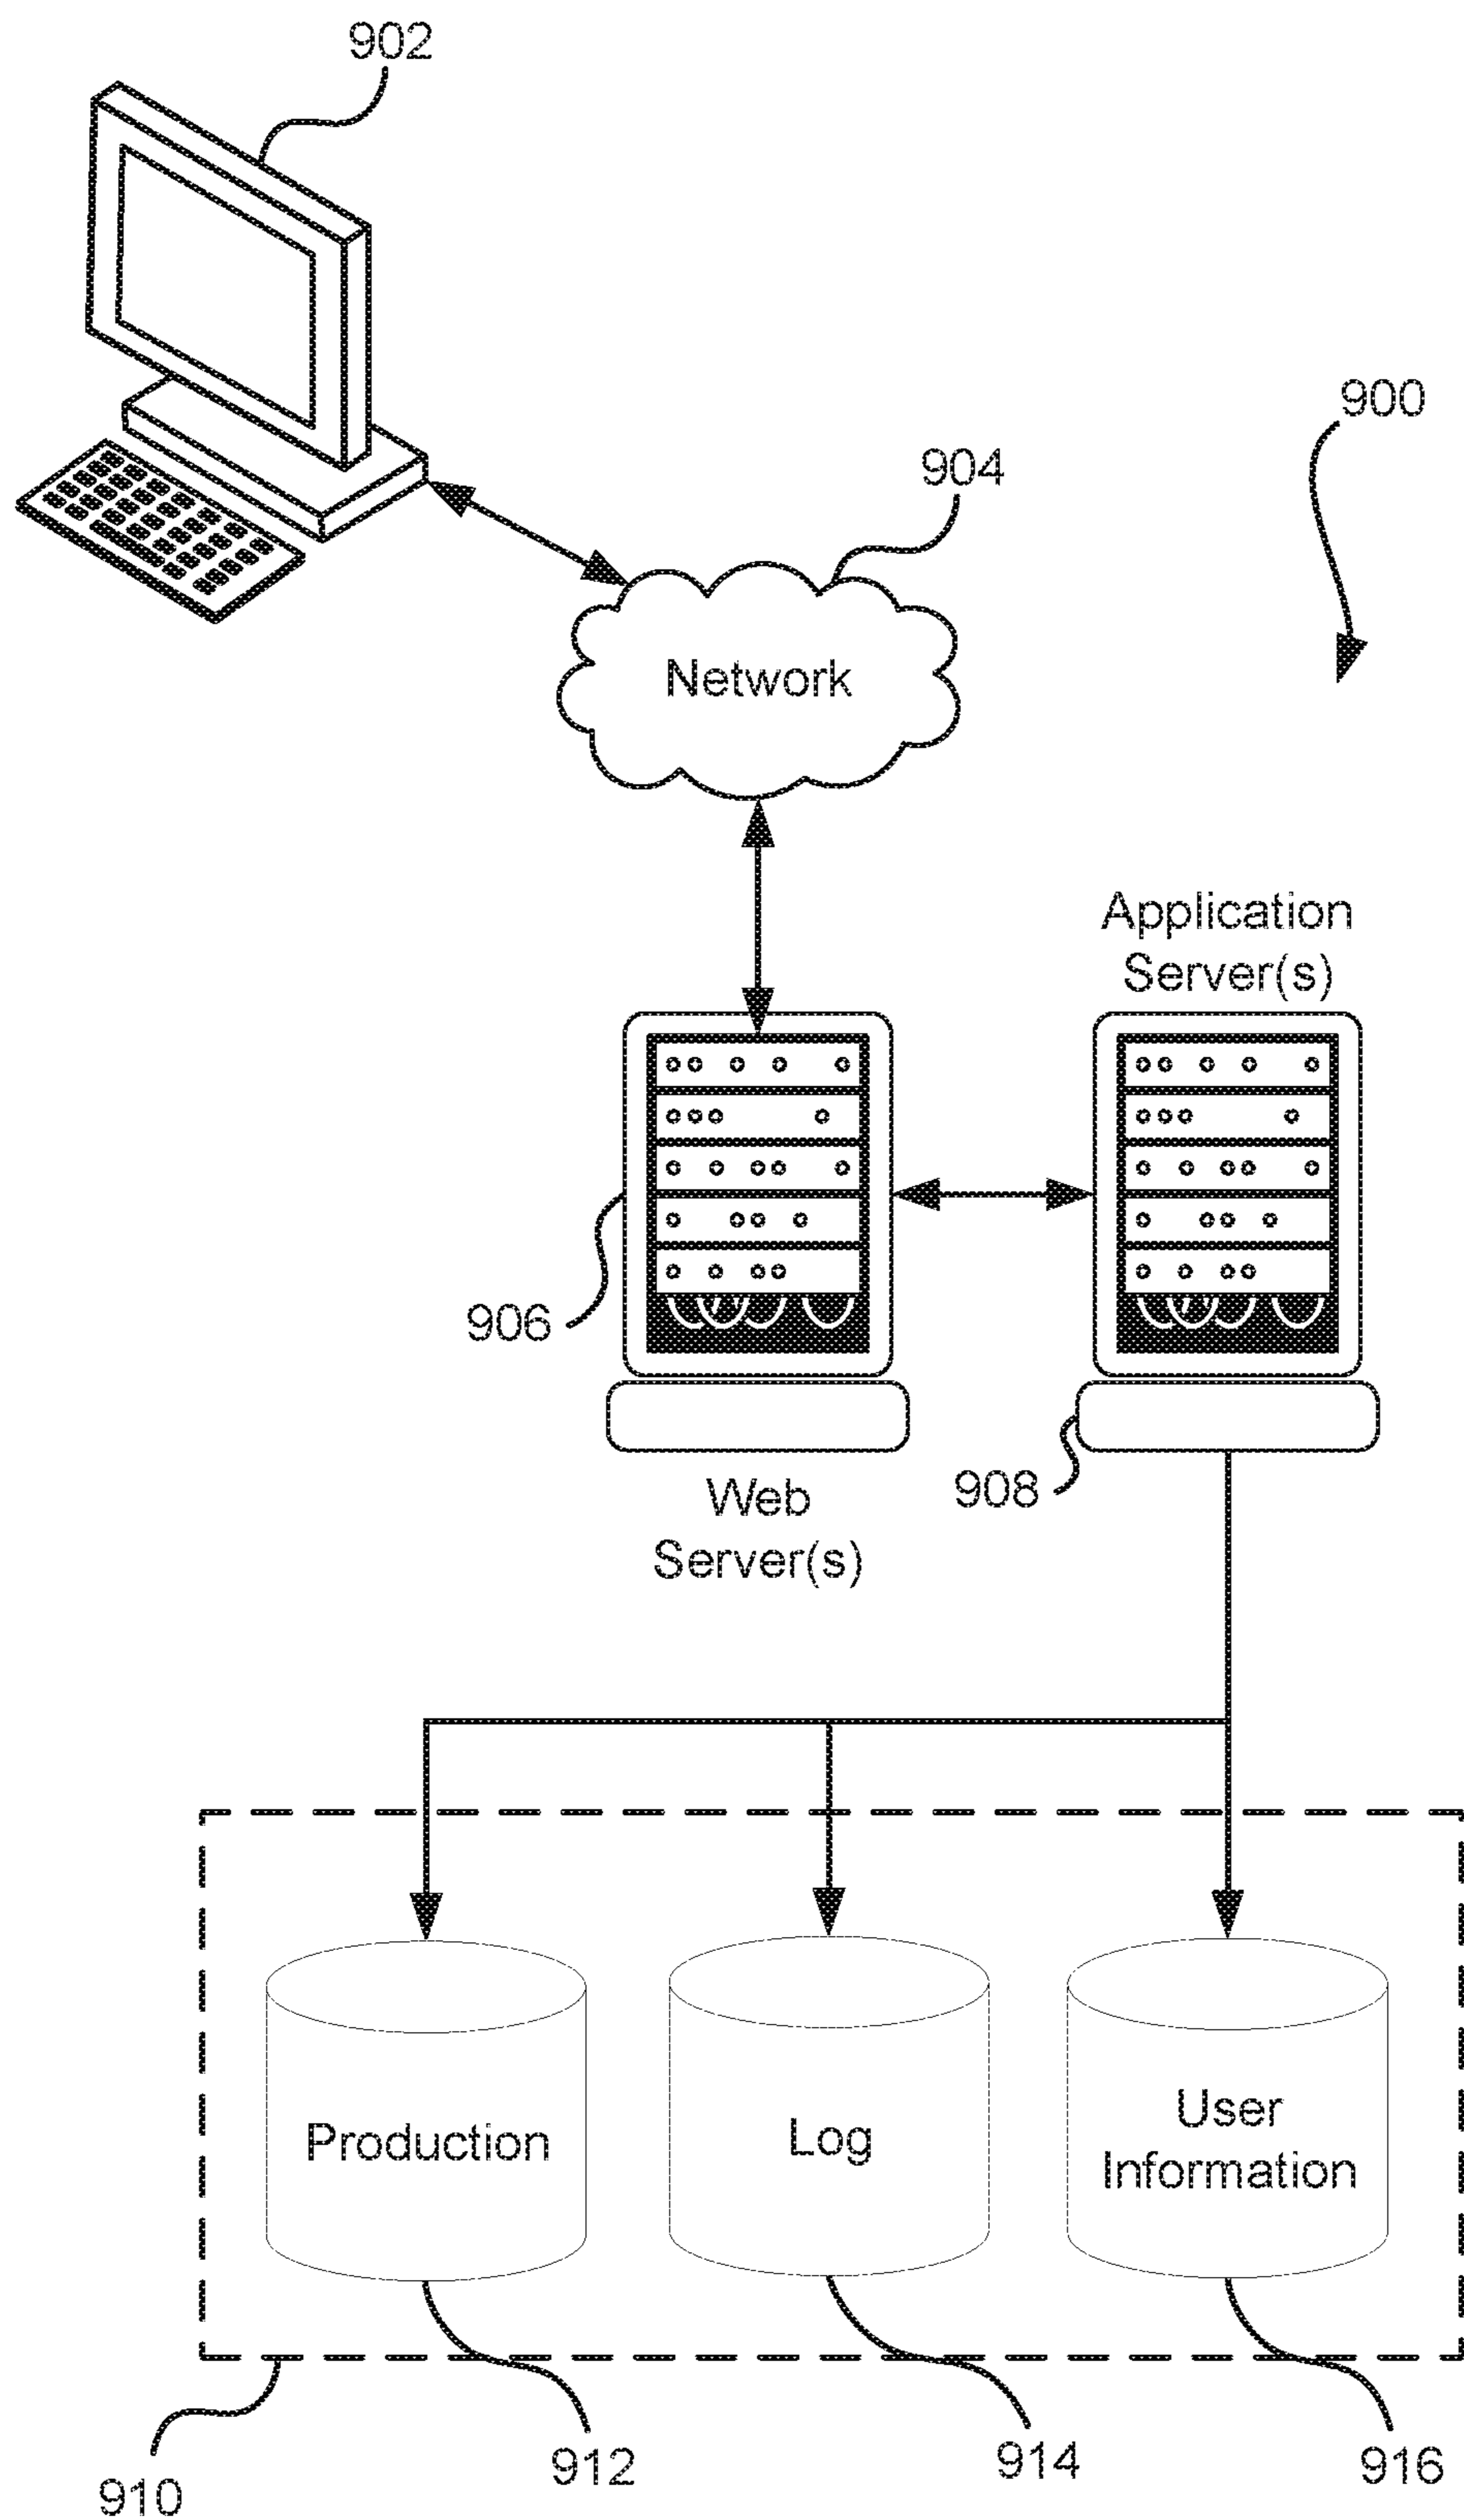 902
900
904
Network
Application
Server(s)
906
908
Web
Server(s)
Production
Log
User
Information
910
912
914
916